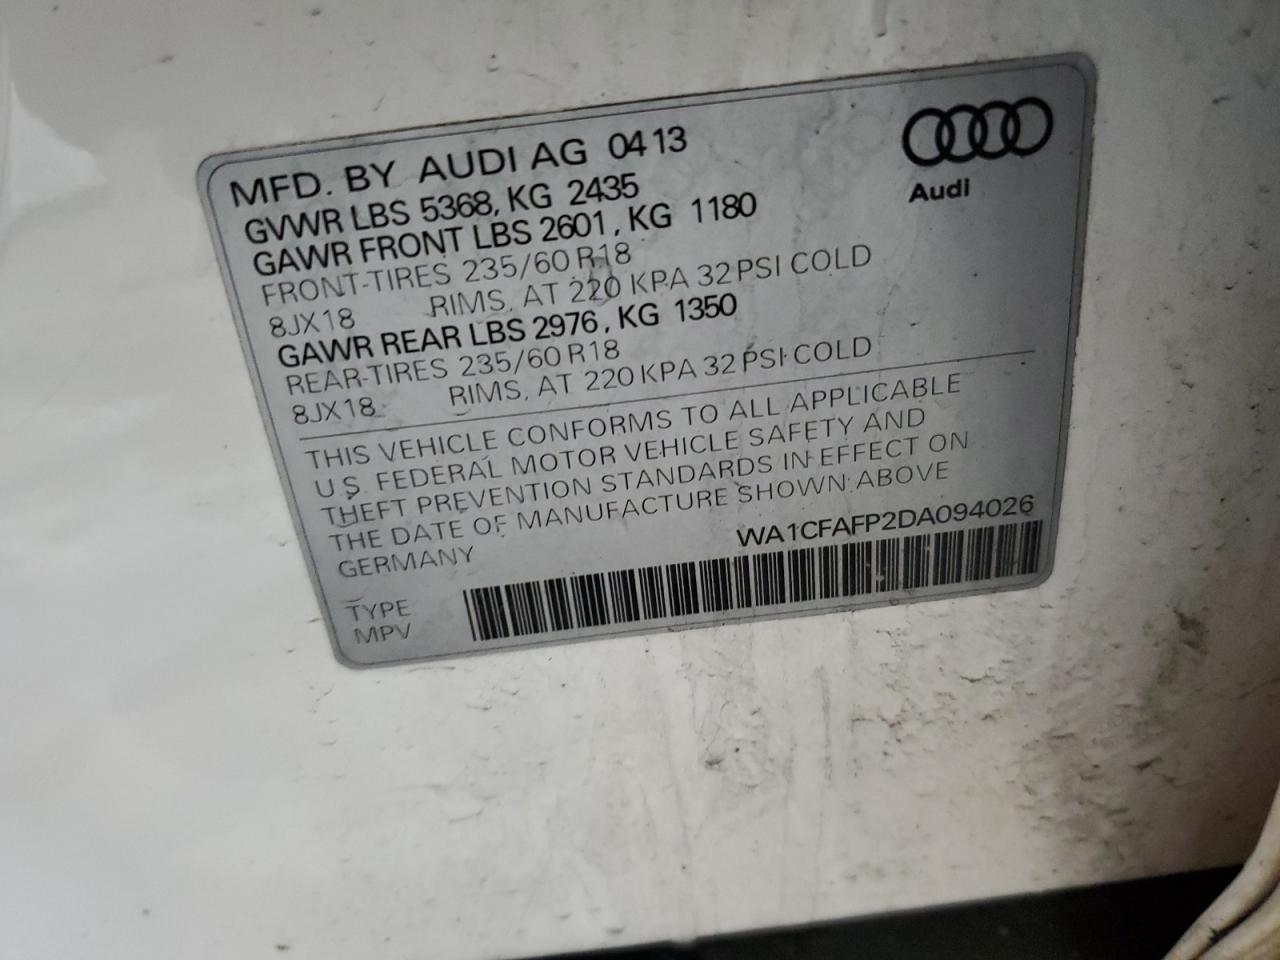 MFD. BY AUDI AG 04 13
Audi
GVWR LBS 5368, KG 2435
GAWR FRONT LBS 2601, KG 1180
FRONT-TIRES 235/60 R18
8JX18 RIMS, AT 220 KPA 32 PSI COLD
GAWR REAR LBS 2976, KG 1350
REAR-TIRES 235/60 R18
8JX18 RIMS, AT 220 KPA 32 PSI COLD
THIS VEHICLE CONFORMS TO ALL APPLICABLE
U.S. FEDERAL MOTOR VEHICLE SAFETY AND
THEFT PREVENTION STANDARDS IN EFFECT ON
THE DATE OF MANUFACTURE SHOWN ABOVE
GERMANY WA1CFAFP2DA094026
TYPE
MPV